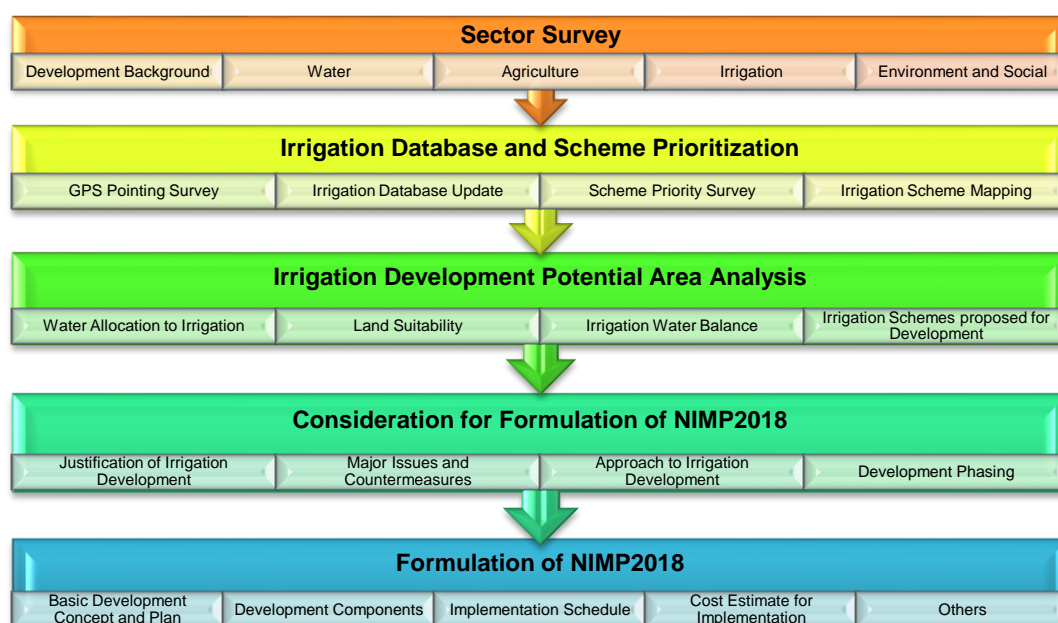 Sector Survey
Development Background
Water
Agriculture
Irrigation
Environment and Social
Irrigation Database and Scheme Prioritization
GPS Pointing Survey
Irrigation Database Update
Scheme Priority Survey
Irrigation Scheme Mapping
Irrigation Development Potential Area Analysis
Water Allocation to Irrigation
Land Suitability
Irrigation Water Balance
Irrigation Schemes proposed for
Development
Consideration for Formulation of NIMP2018
Justification of Irrigation
Development
Major Issues and
Countermeasures
Approach to Irrigation
Development
Development Phasing
Formulation of NIMP2018
Basic Development
Concept and Plan
Development Components
Implementation Schedule
Cost Estimate for
Implementation
Others